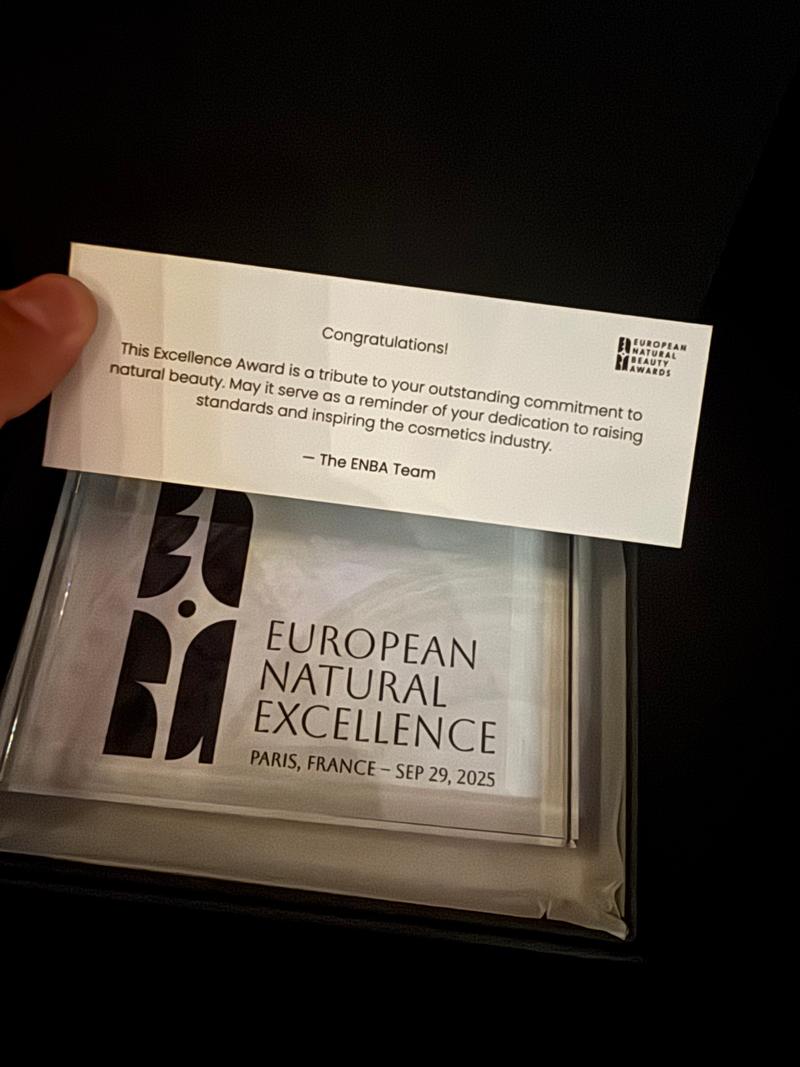 Congratulations!
EUROPEAN
NATURAL
BEAUTY
AWARDS
This Excellence Award is a tribute to your outstanding commitment to
natural beauty. May it serve as a reminder of your dedication to raising
standards and inspiring the cosmetics industry.
— The ENBA Team
EUROPEAN
NATURAL
EXCELLENCE
PARIS, FRANCE – SEP 29, 2025